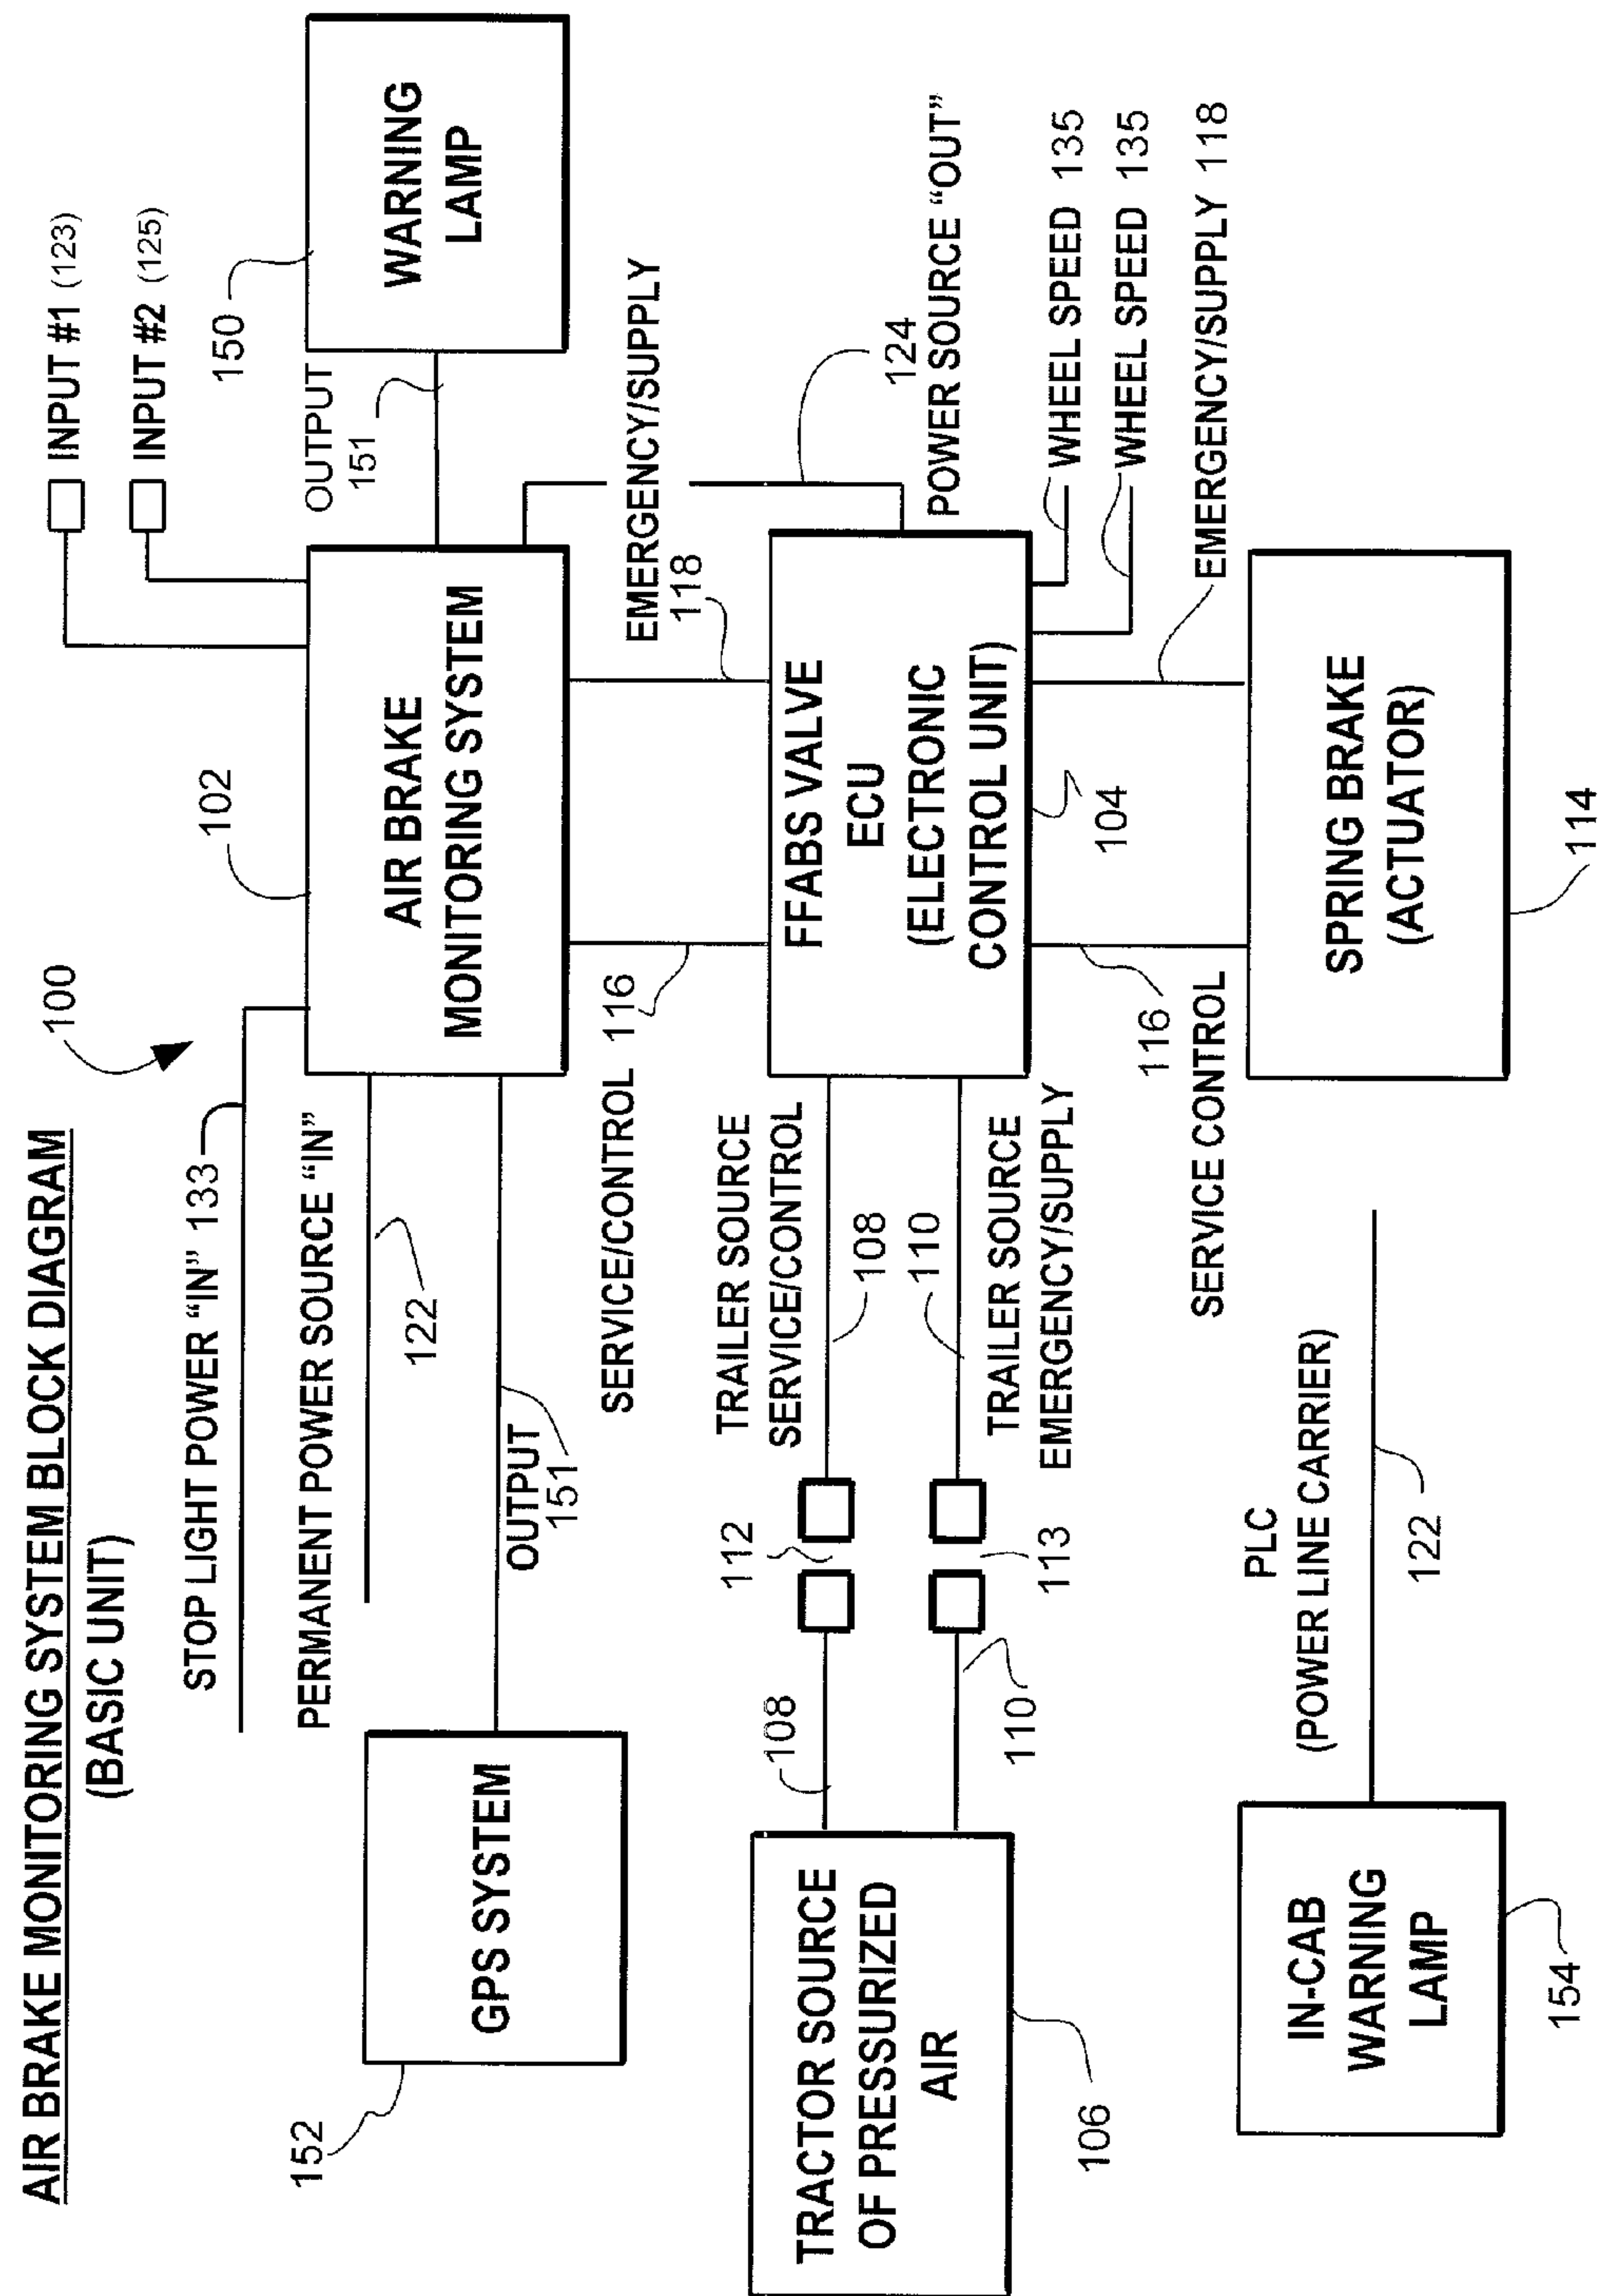 AIR BRAKE MONITORING SYSTEM BLOCK DIAGRAM
(BASIC UNIT)
100
STOP LIGHT POWER “IN” 133
PERMANENT POWER SOURCE “IN”
122
102
INPUT #1 (123)
INPUT #2 (125)
152
GPS SYSTEM
OUTPUT
151
AIR BRAKE
MONITORING SYSTEM
OUTPUT
151
150
WARNING
LAMP
SERVICE/CONTROL 116
EMERGENCY/SUPPLY
118
124
POWER SOURCE “OUT”
TRACTOR SOURCE
OF PRESSURIZED
AIR
106
108
110
112
113
TRAILER SOURCE
SERVICE/CONTROL
108
110
TRAILER SOURCE
EMERGENCY/SUPPLY
FFABS VALVE
ECU
(ELECTRONIC
CONTROL UNIT)
104
WHEEL SPEED 135
WHEEL SPEED 135
116
SERVICE CONTROL
EMERGENCY/SUPPLY 118
IN-CAB
WARNING
LAMP
154
PLC
(POWER LINE CARRIER)
122
SPRING BRAKE
(ACTUATOR)
114